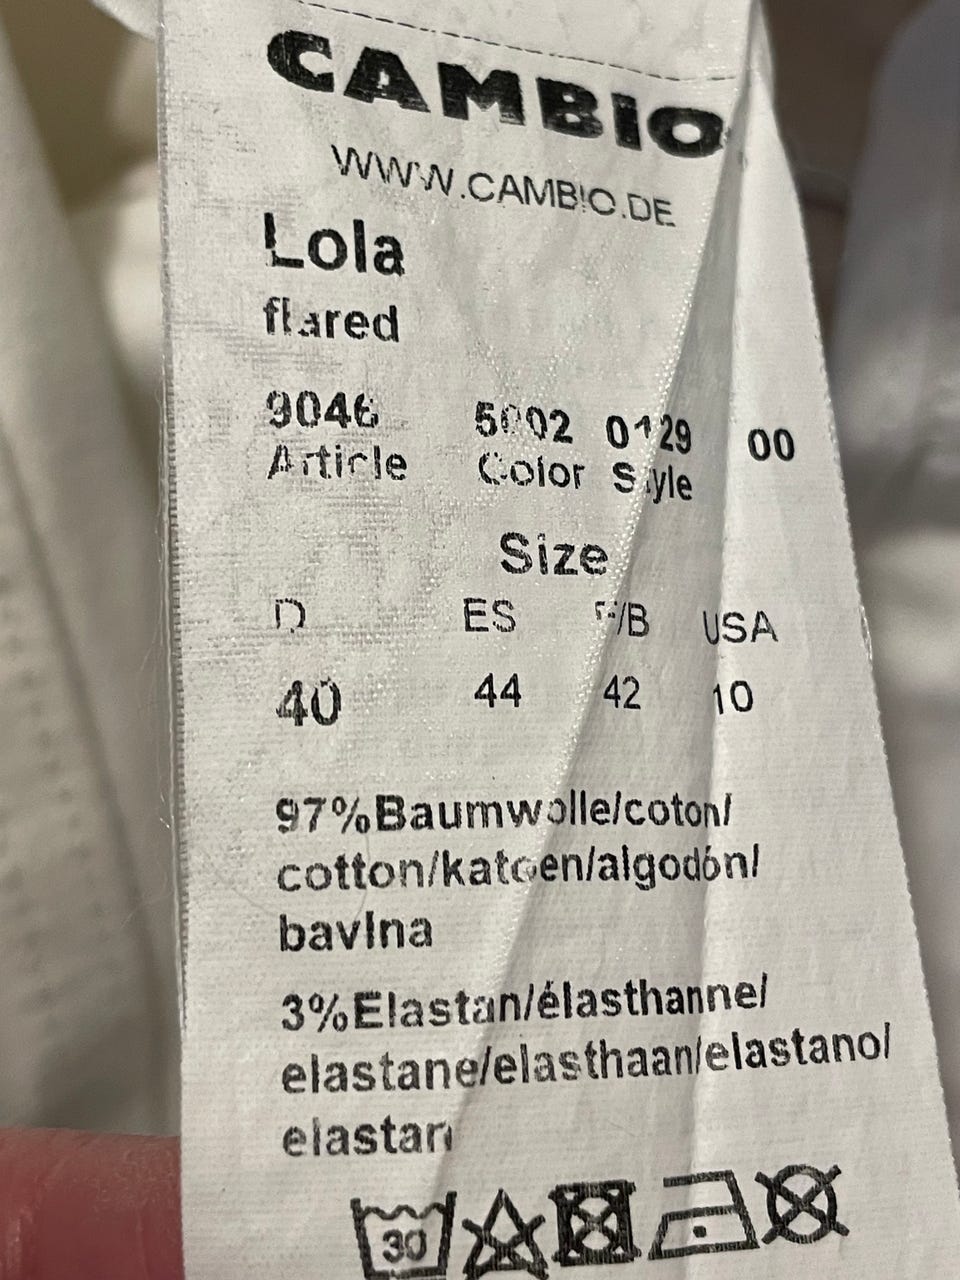 CAMBIO
WWW.CAMBIO.DE
Lola
flared
9046 5002 0129 00
Article Color Style
Size
D ES F/B USA
40 44 42 10
97%Baumwolle/coton/
cotton/katoen/algodón/
bavlna
3%Elastan/élasthanne/
elastane/elasthaan/elastano/
elastan
30